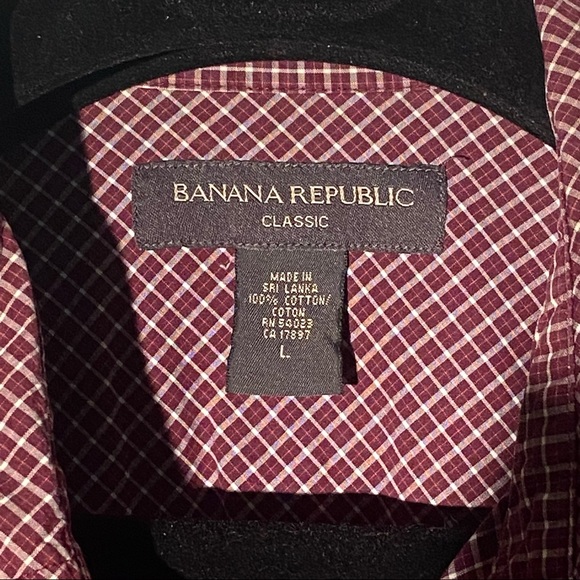 BANANA REPUBLIC
CLASSIC
MADE IN
SRI LANKA
100% COTTON/
COTON
RN 54023
CA 17897
L